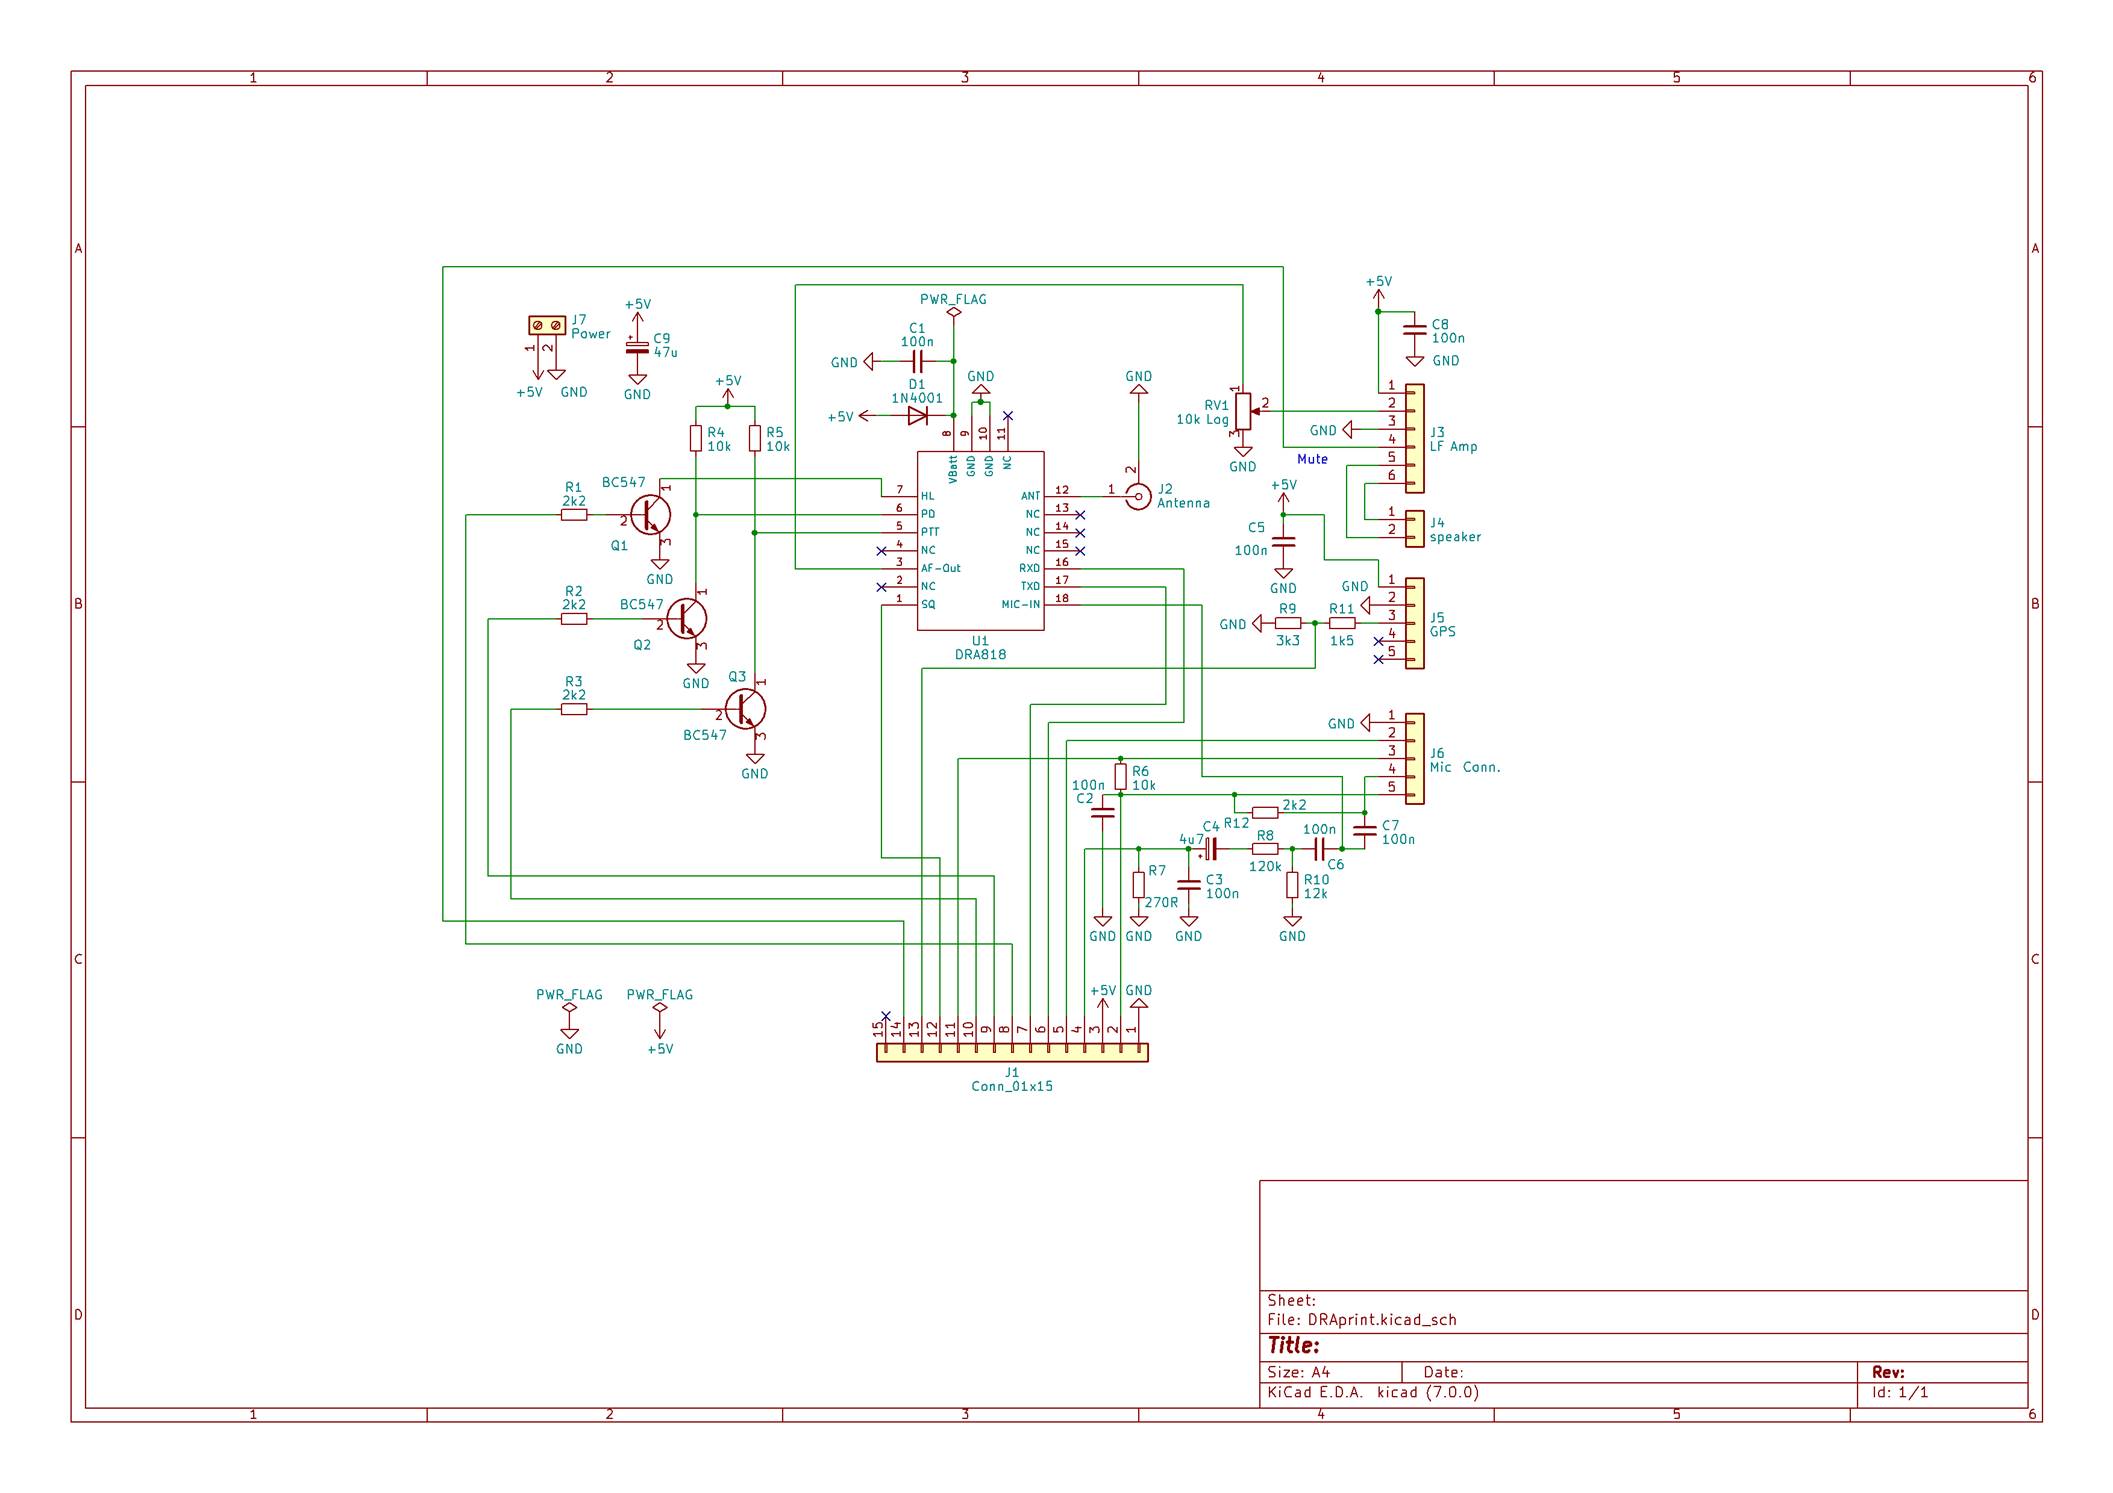 1 2 3 4 5 6
A A
+5V
PWR_FLAG
+5V
J7
Power
1 2
+5V GND
C9
47u
GND
C1
100n
GND
D1
1N4001
+5V
GND
GND
C8
100n
GND
+5V
R4
10k
R5
10k
RV1
10k Log
1
2
3
GND
1
2
3
4
5
6
GND
J3
LF Amp
Mute
8 9 10 11
VBatt GND GND NC
7 HL
6 PD
5 PTT
4 NC
3 AF-Out
2 NC
1 SQ
ANT 12
NC 13
NC 14
NC 15
RXD 16
TXD 17
MIC-IN 18
U1
DRA818
2
1
J2
Antenna
R1
2k2
BC547
1
2
3
Q1
GND
+5V
C5
100n
GND
1
2
J4
speaker
B B
R2
2k2
BC547
1
2
3
Q2
GND
GND
1
2
3
4
5
J5
GPS
GND
R9
3k3
R11
1k5
R3
2k2
Q3
1
2
3
BC547
GND
GND
1
2
3
4
5
J6
Mic Conn.
R6
10k
100n
C2
2k2
R12
C4
4u7
R8
120k
100n
C6
C7
100n
R7
270R
C3
100n
R10
12k
GND GND GND GND
C C
PWR_FLAG PWR_FLAG
GND +5V
+5V GND
15 14 13 12 11 10 9 8 7 6 5 4 3 2 1
J1
Conn_01x15
D D
Sheet:
File: DRAprint.kicad_sch
Title:
Size: A4 Date: Rev:
KiCad E.D.A. kicad (7.0.0) Id: 1/1
1 2 3 4 5 6